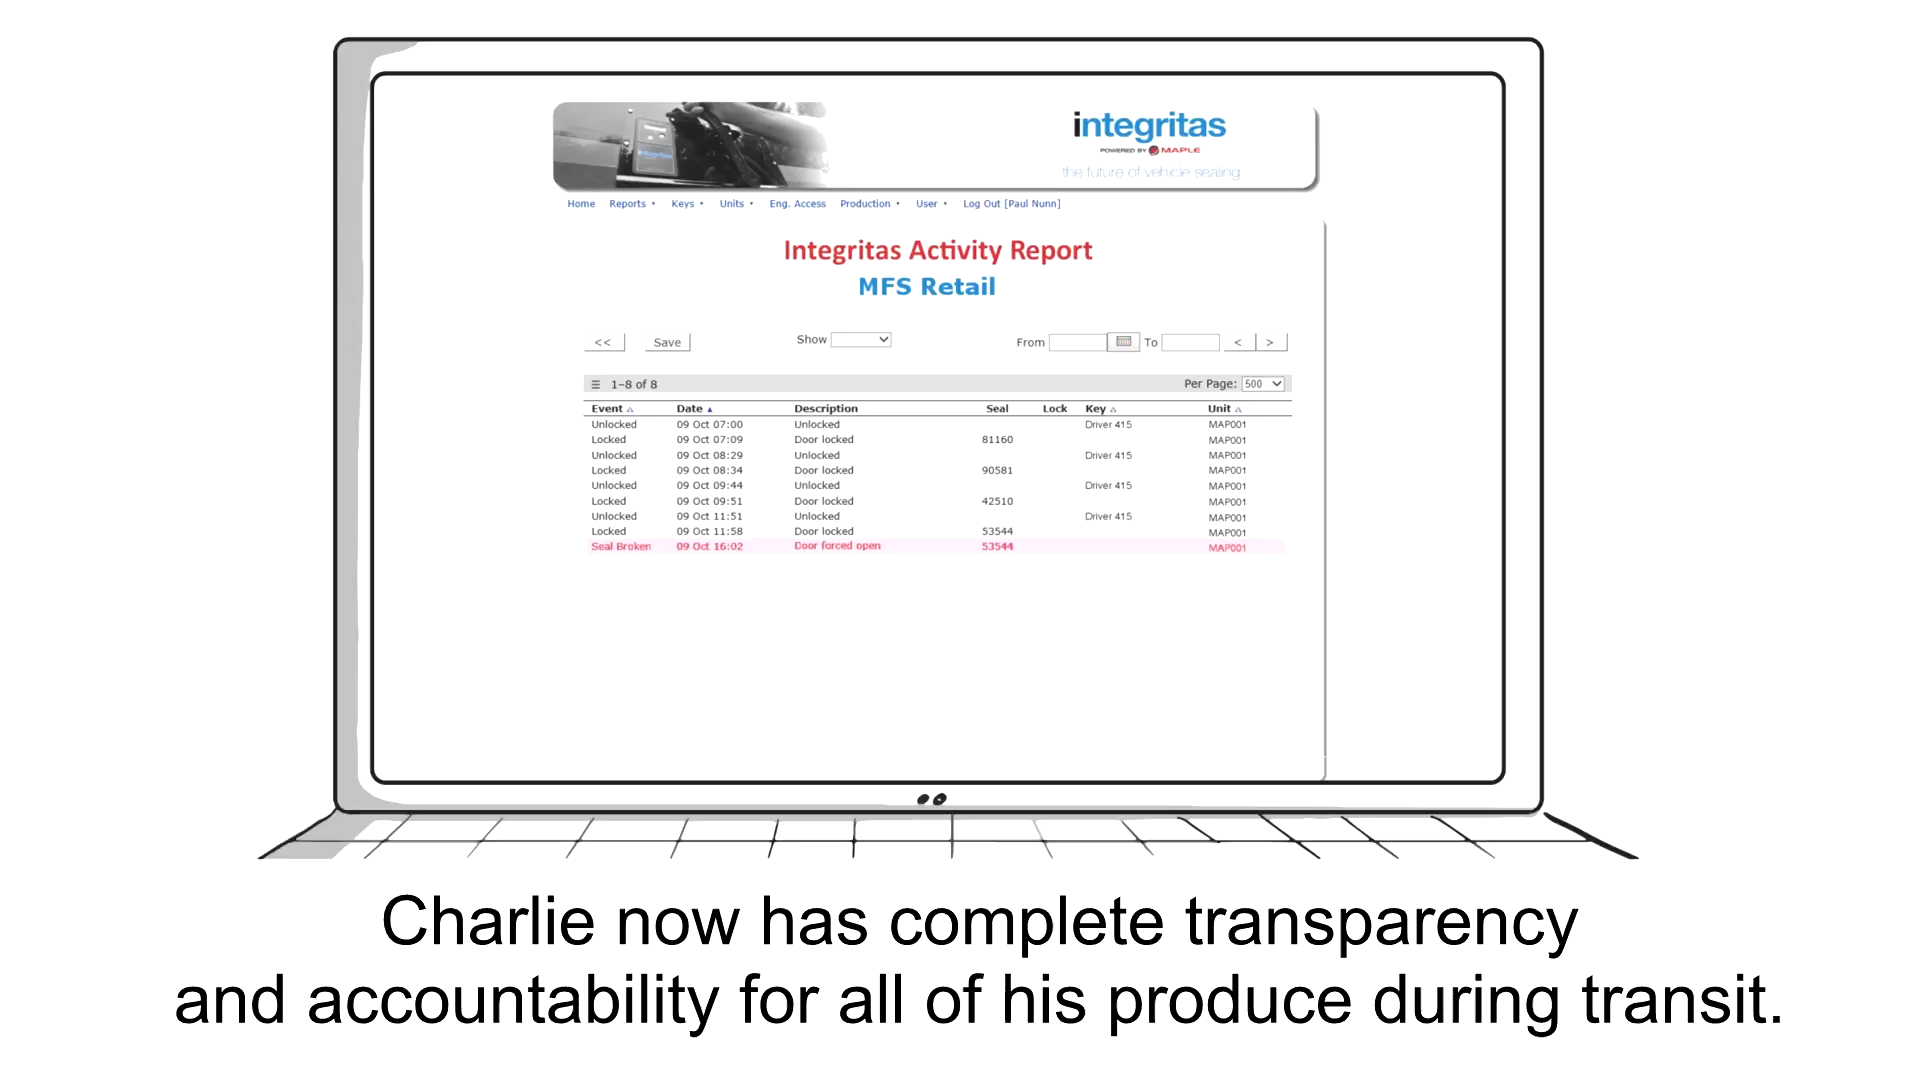 integritas
POWERED BY MAPLE
the future of vehicle sealing
Home Reports Keys Units Eng. Access Production User Log Out [Paul Nunn]
Integritas Activity Report
MFS Retail
<< Save Show From To < >
1-8 of 8 Per Page: 500
Event Date Description Seal Lock Key Unit
Unlocked 09 Oct 07:00 Unlocked Driver 415 MAP001
Locked 09 Oct 07:09 Door locked 81160 MAP001
Unlocked 09 Oct 08:29 Unlocked Driver 415 MAP001
Locked 09 Oct 08:34 Door locked 90581 MAP001
Unlocked 09 Oct 09:44 Unlocked Driver 415 MAP001
Locked 09 Oct 09:51 Door locked 42510 MAP001
Unlocked 09 Oct 11:51 Unlocked Driver 415 MAP001
Locked 09 Oct 11:58 Door locked 53544 MAP001
Seal Broken 09 Oct 16:02 Door forced open 53544 MAP001
Charlie now has complete transparency
and accountability for all of his produce during transit.